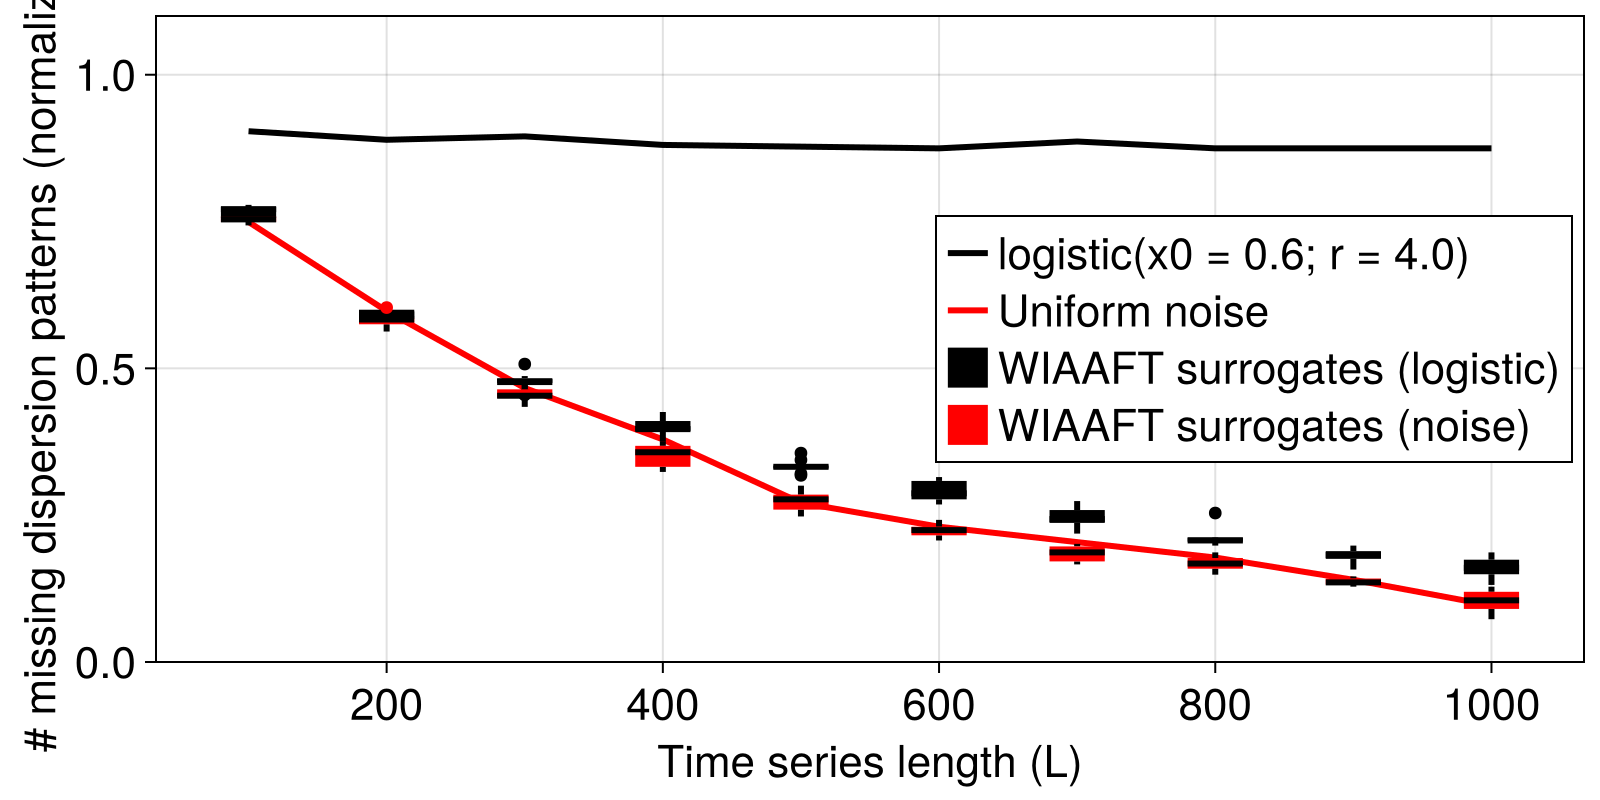 # missing dispersion patterns (normaliz
1.0
0.5
0.0
logistic(x0 = 0.6; r = 4.0)
Uniform noise
WIAAFT surrogates (logistic)
WIAAFT surrogates (noise)
200 400 600 800 1000
Time series length (L)